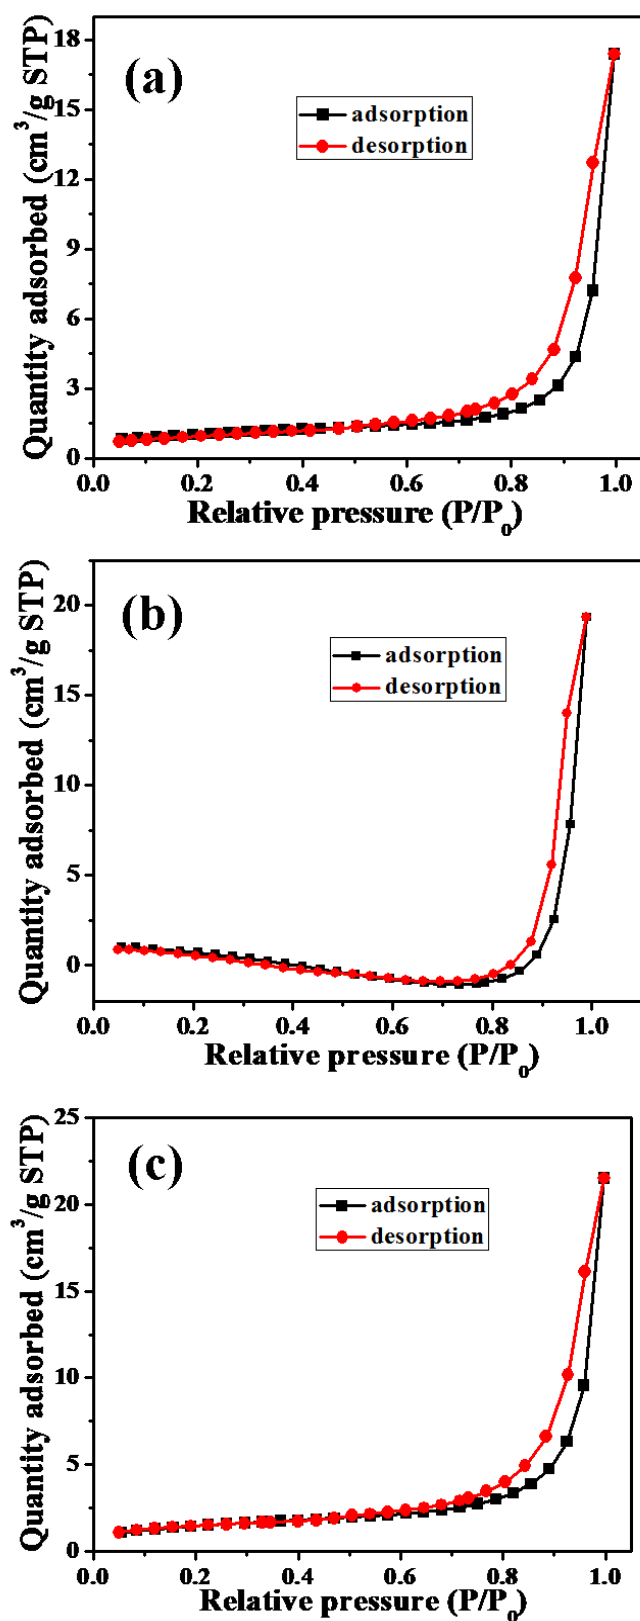 (a)
adsorption
desorption
Quantity adsorbed (cm³/g STP)
18
15
12
9
6
3
0
0.0 0.2 0.4 0.6 0.8 1.0
Relative pressure (P/P₀)
(b)
adsorption
desorption
Quantity adsorbed (cm³/g STP)
20
15
10
5
0
0.0 0.2 0.4 0.6 0.8 1.0
Relative pressure (P/P₀)
(c)
adsorption
desorption
Quantity adsorbed (cm³/g STP)
25
20
15
10
5
0
0.0 0.2 0.4 0.6 0.8 1.0
Relative pressure (P/P₀)